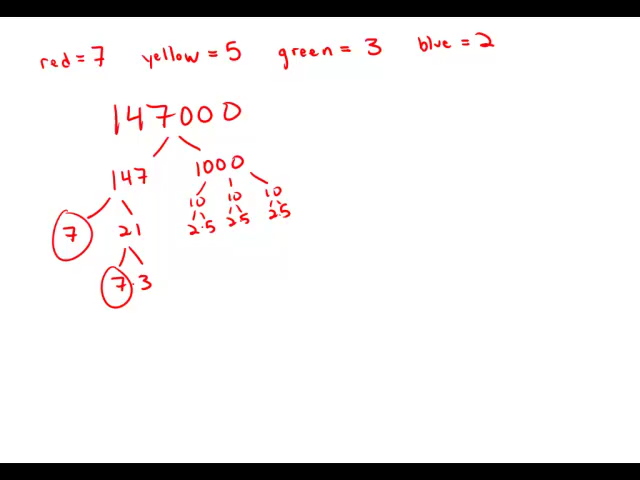 red = 7 yellow = 5 green = 3 blue = 2
147000
147 1000
10 10 10
7 21 2·5 2·5 2·5
7·3